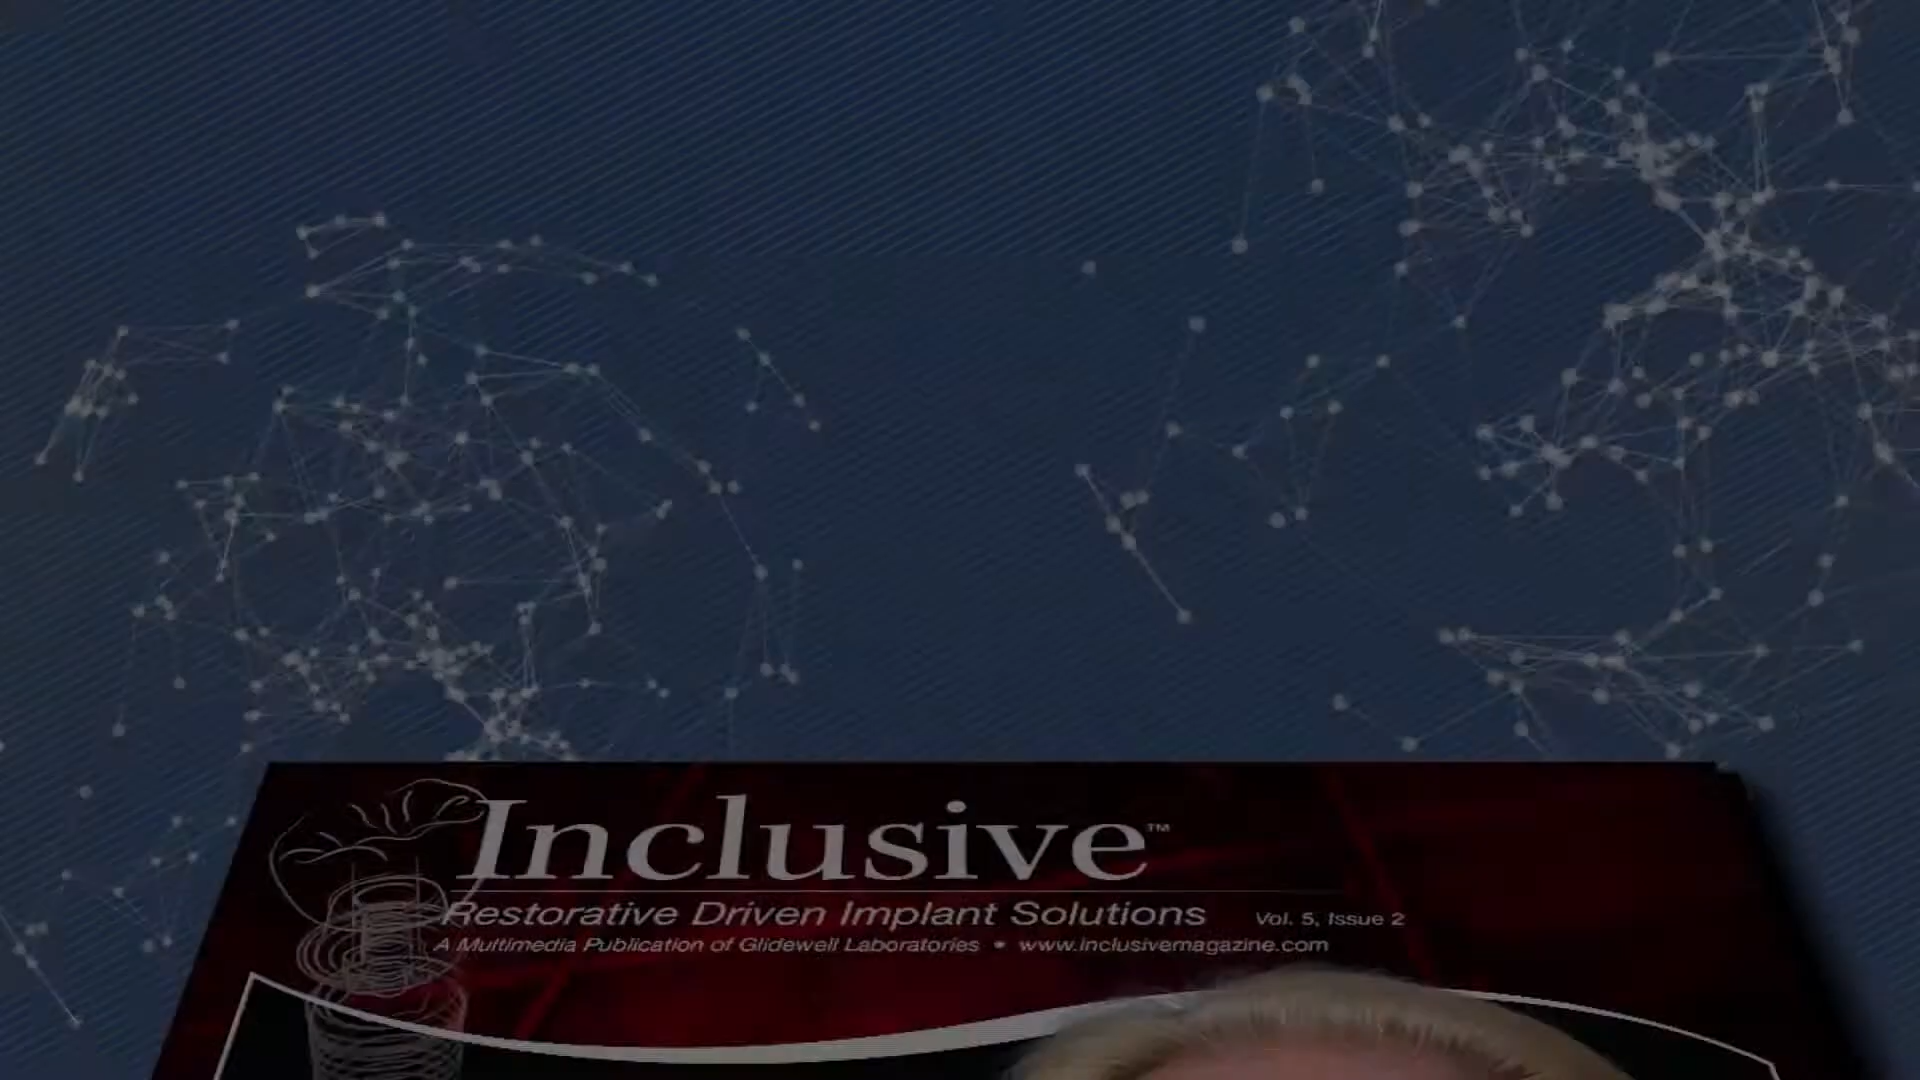 Inclusive™
Restorative Driven Implant Solutions Vol. 5, Issue 2
A Multimedia Publication of Glidewell Laboratories • www.inclusivemagazine.com